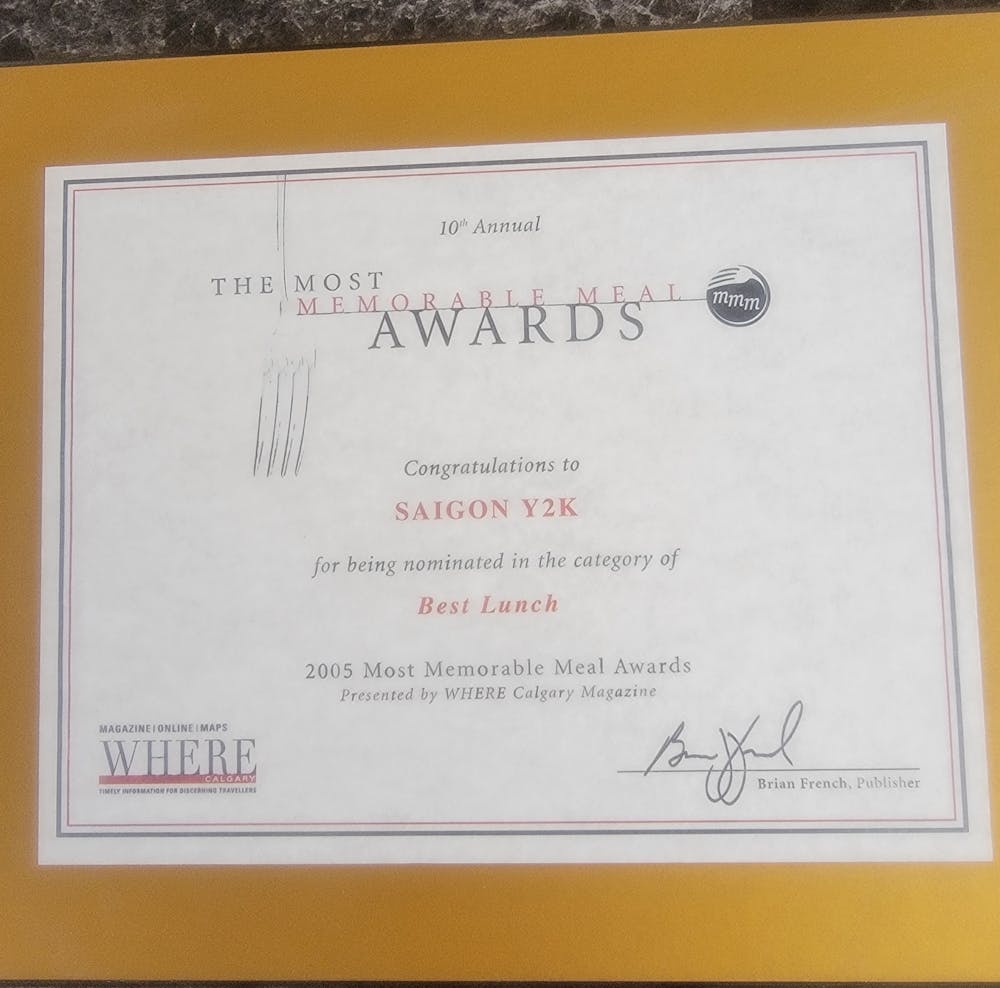 10th Annual
THE MOST
MEMORABLE MEAL
AWARDS
mmm
Congratulations to
SAIGON Y2K
for being nominated in the category of
Best Lunch
2005 Most Memorable Meal Awards
Presented by WHERE Calgary Magazine
MAGAZINE | ONLINE | MAPS
WHERE
CALGARY
TIMELY INFORMATION FOR DISCERNING TRAVELLERS
Brian French, Publisher